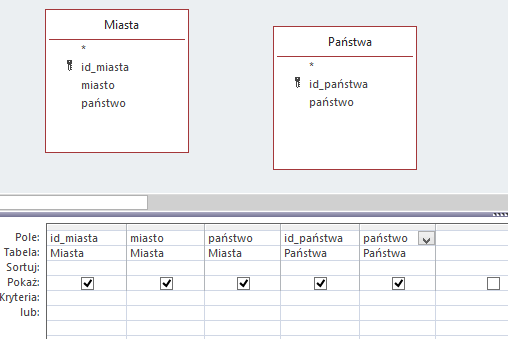 Miasta
*
id_miasta
miasto
państwo
Państwa
*
id_państwa
państwo
Pole: id_miasta miasto państwo id_państwa państwo
Tabela: Miasta Miasta Miasta Państwa Państwa
Sortuj:
Pokaż:
Kryteria:
lub: